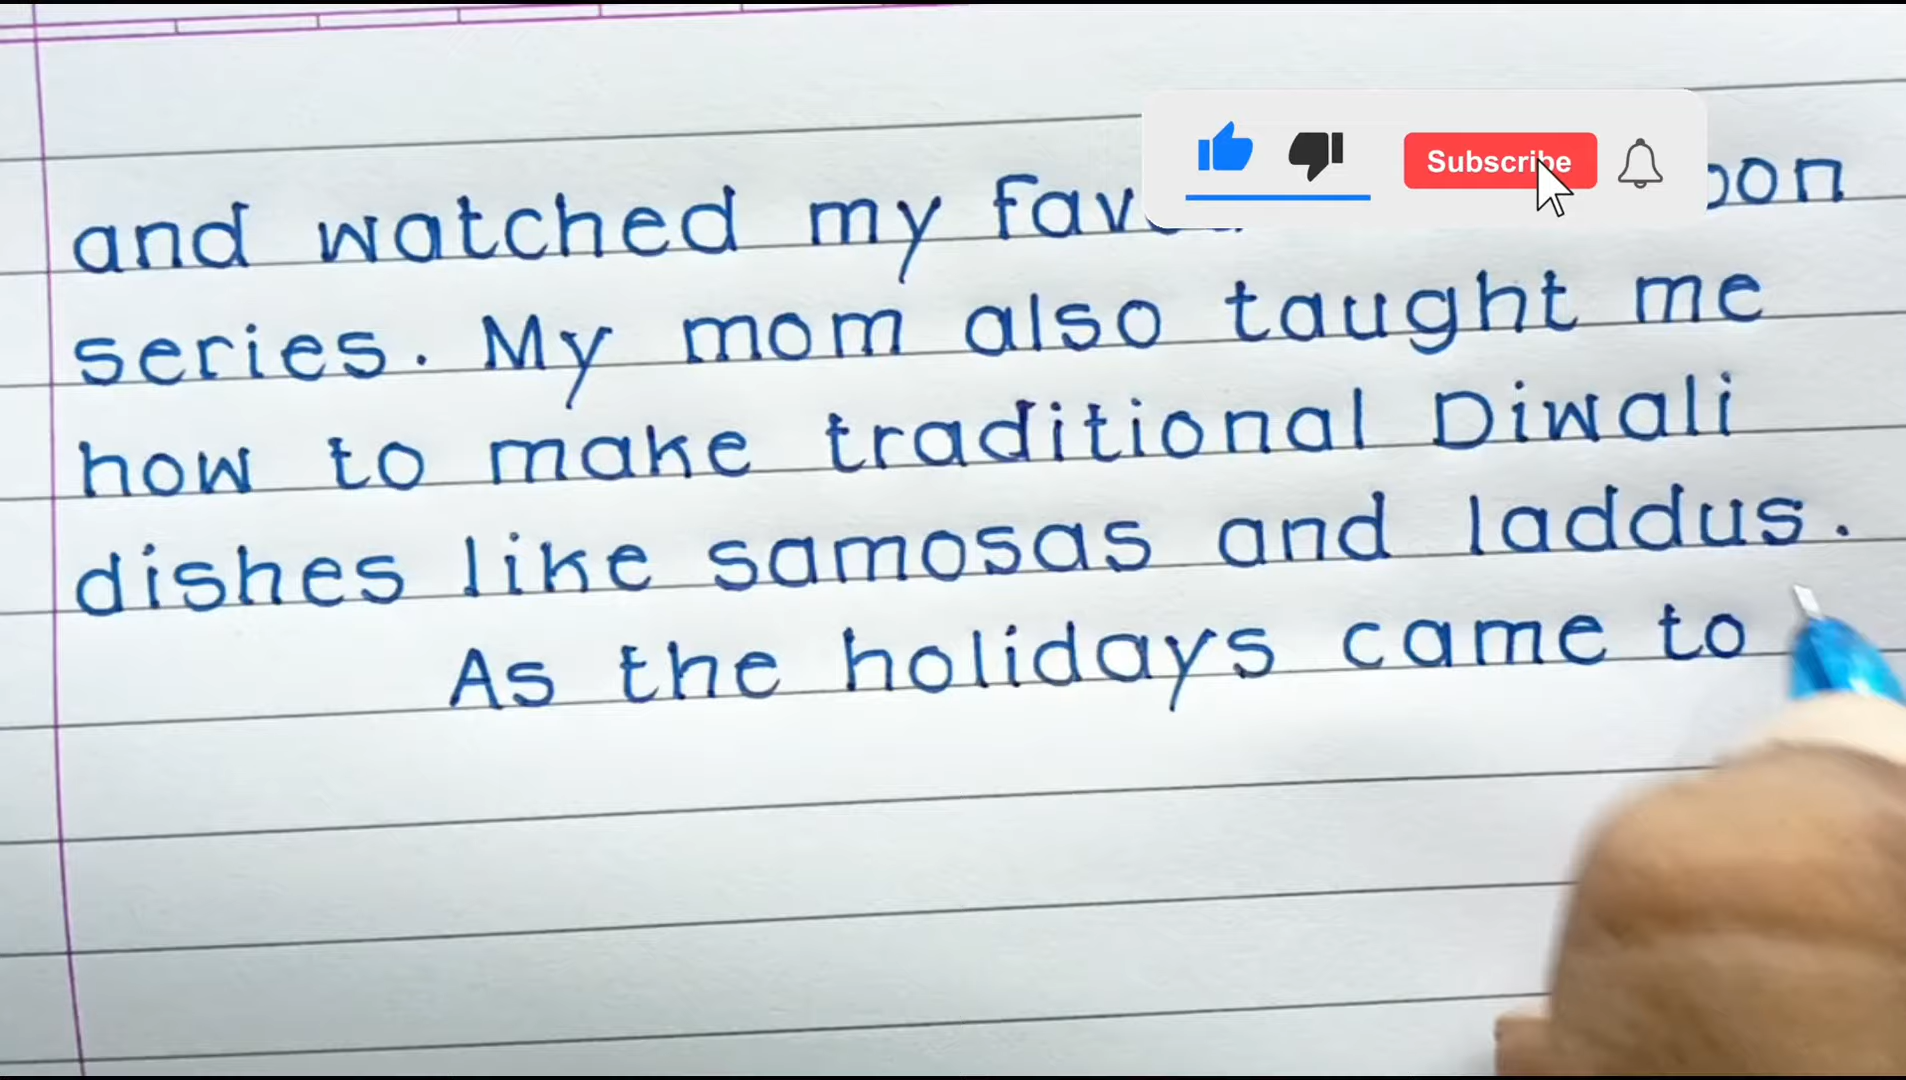 Subscribe
and watched my
series. My mom also taught me
how to make traditional Diwali
dishes like samosas and laddus.
As the holidays came to